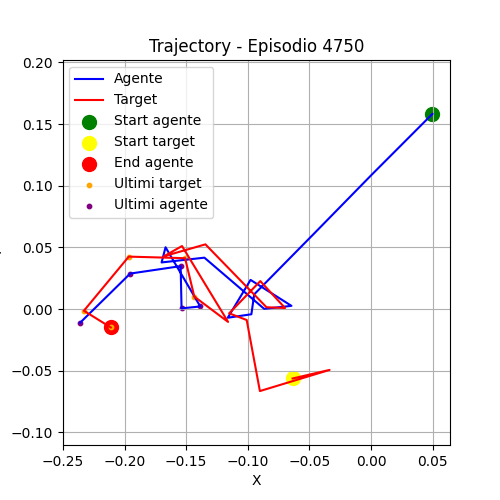 Trajectory - Episodio 4750
0.20
0.15
0.10
0.05
0.00
−0.05
−0.10
Agente
Target
Start agente
Start target
End agente
Ultimi target
Ultimi agente
−0.25 −0.20 −0.15 −0.10 −0.05 0.00 0.05
X